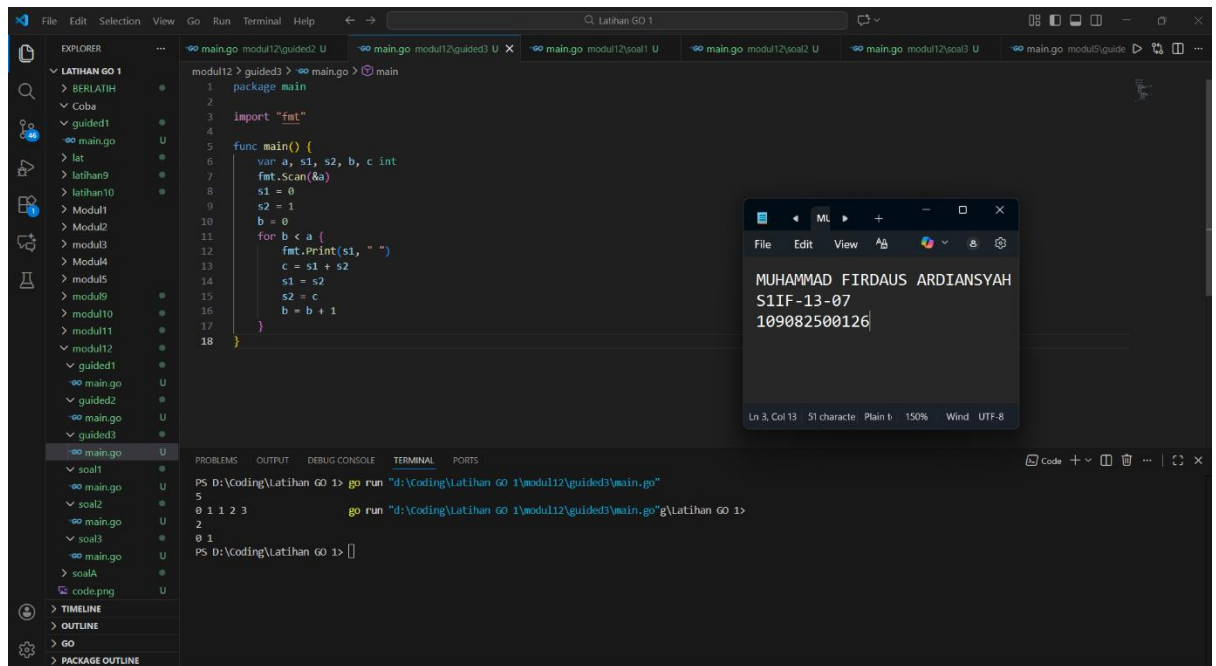 File Edit Selection View Go Run Terminal Help
Latihan GO 1
EXPLORER
main.go modul12\guided2 U
main.go modul12\guided3 U
main.go modul12\soal1 U
main.go modul12\soal2 U
main.go modul12\soal3 U
main.go modul5\guide
LATIHAN GO 1
BERLATIH
Coba
guided1
main.go U
lat
latihan9
latihan10
Modul1
Modul2
modul3
Modul4
modul5
modul9
modul10
modul11
modul12
guided1
main.go U
guided2
main.go U
guided3
main.go U
soal1
main.go U
soal2
main.go U
soal3
main.go U
soalA
code.png U
TIMELINE
OUTLINE
GO
PACKAGE OUTLINE
46
1
modul12 > guided3 > main.go > main
1 package main
2
3 import "fmt"
4
5 func main() {
6 var a, s1, s2, b, c int
7 fmt.Scan(&a)
8 s1 = 0
9 s2 = 1
10 b = 0
11 for b < a {
12 fmt.Print(s1, " ")
13 c = s1 + s2
14 s1 = s2
15 s2 = c
16 b = b + 1
17 }
18 }
MU
File Edit View
MUHAMMAD FIRDAUS ARDIANSYAH
S1IF-13-07
109082500126
Ln 3, Col 13 51 characte Plain t 150% Wind UTF-8
PROBLEMS OUTPUT DEBUG CONSOLE TERMINAL PORTS
Code
PS D:\Coding\Latihan GO 1> go run "d:\Coding\Latihan GO 1\modul12\guided3\main.go"
5
0 1 1 2 3 go run "d:\Coding\Latihan GO 1\modul12\guided3\main.go"g\Latihan GO 1>
2
0 1
PS D:\Coding\Latihan GO 1>